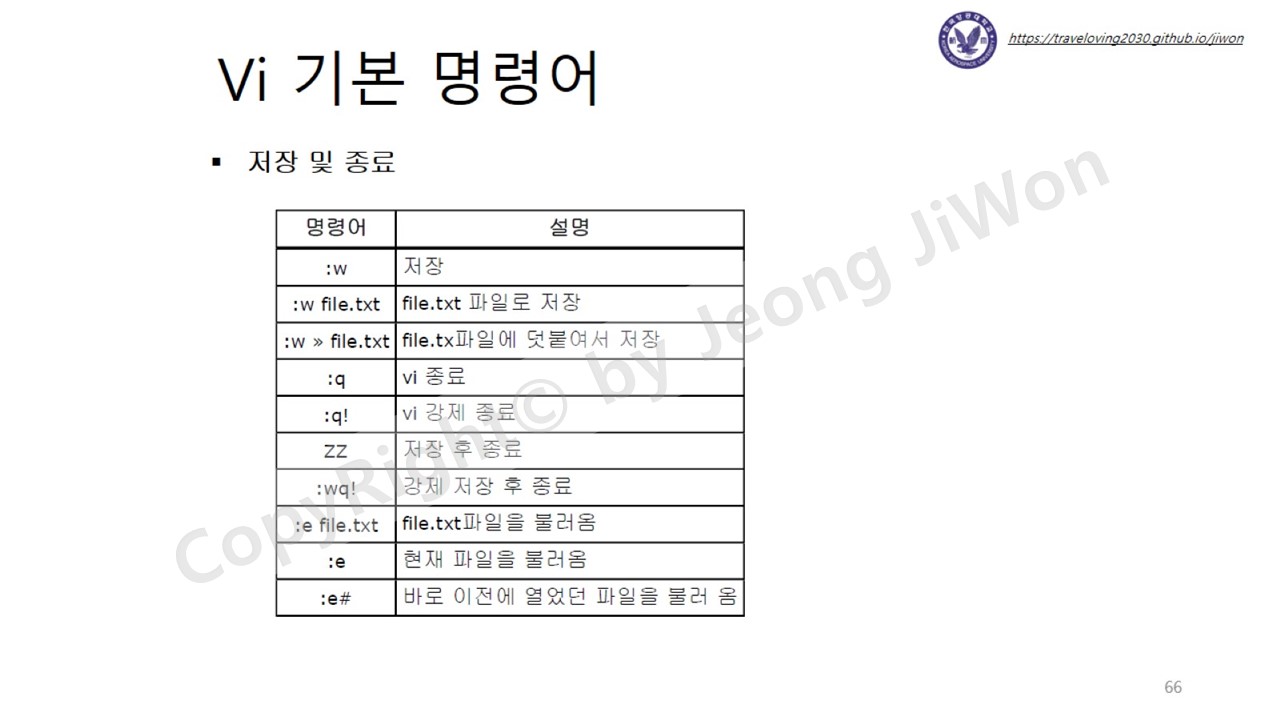 https://traveloving2030.github.io/jiwon
Vi 기본 명령어
▪ 저장 및 종료
명령어 설명
:w 저장
:w file.txt file.txt 파일로 저장
:w » file.txt file.tx파일에 덧붙여서 저장
:q vi 종료
:q! vi 강제 종료
ZZ 저장 후 종료
:wq! 강제 저장 후 종료
:e file.txt file.txt파일을 불러옴
:e 현재 파일을 불러옴
:e# 바로 이전에 열었던 파일을 불러 옴
CopyRight© by Jeong JiWon
66